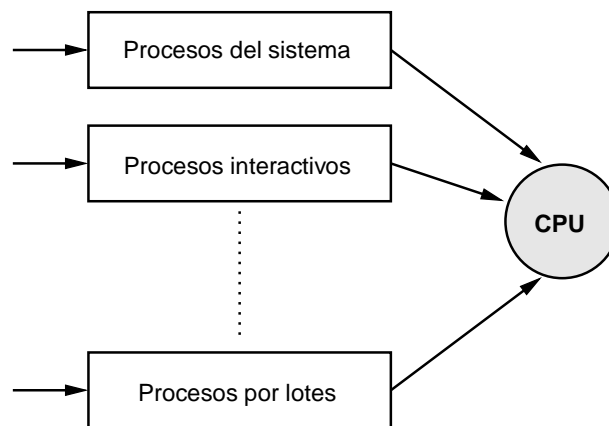 Procesos del sistema
Procesos interactivos
CPU
Procesos por lotes